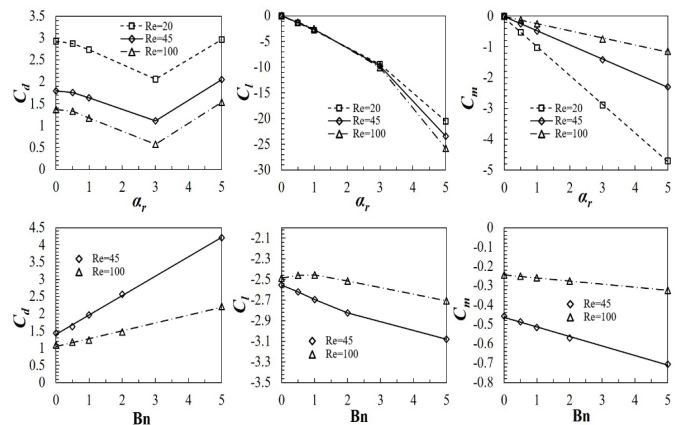 3.5
3
2.5
2
1.5
1
0.5
0
C_d
Re=20
Re=45
Re=100
0 1 2 3 4 5
α_r
0
-5
-10
-15
-20
-25
-30
C_l
Re=20
Re=45
Re=100
0 1 2 3 4 5
α_r
0
-1
-2
-3
-4
-5
C_m
Re=20
Re=45
Re=100
0 1 2 3 4 5
α_r
4.5
4
3.5
3
2.5
2
1.5
1
0.5
0
C_d
Re=45
Re=100
0 1 2 3 4 5
Bn
-2.1
-2.3
-2.5
-2.7
-2.9
-3.1
-3.3
-3.5
C_l
Re=45
Re=100
0 1 2 3 4 5
Bn
0
-0.1
-0.2
-0.3
-0.4
-0.5
-0.6
-0.7
-0.8
C_m
Re=45
Re=100
0 1 2 3 4 5
Bn